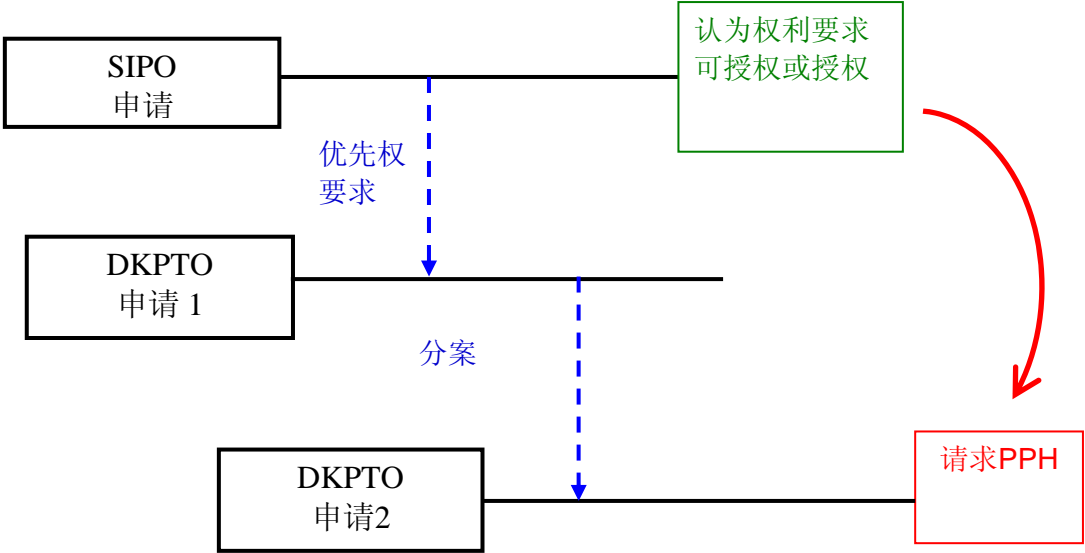 SIPO
申请
认为权利要求
可授权或授权
优先权
要求
DKPTO
申请 1
分案
DKPTO
申请2
请求PPH